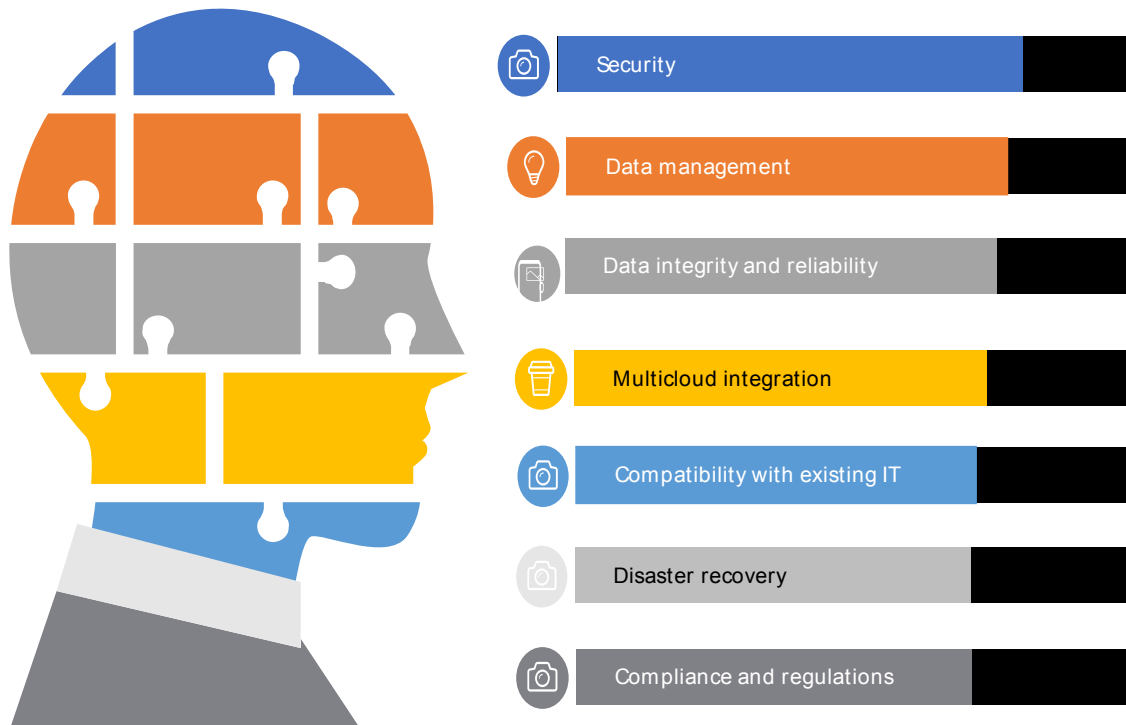 Security
Data management
Data integrity and reliability
Multicloud integration
Compatibility with existing IT
Disaster recovery
Compliance and regulations